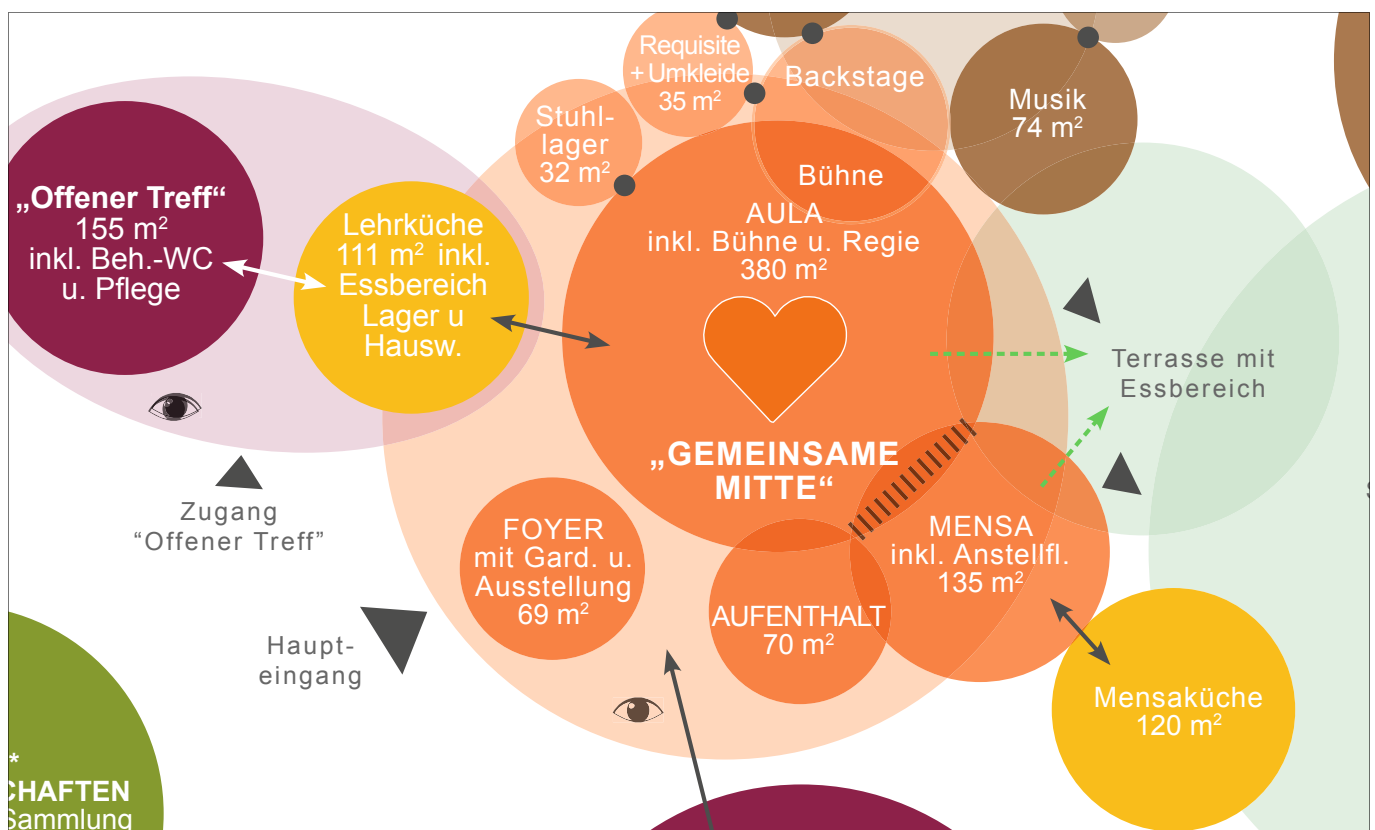 Requisite
+ Umkleide
35 m²
Backstage
Stuhl-
lager
32 m²
Musik
74 m²
Bühne
„Offener Treff“
155 m²
inkl. Beh.-WC
u. Pflege
Lehrküche
111 m² inkl.
Essbereich
Lager u
Hausw.
AULA
inkl. Bühne u. Regie
380 m²
Terrasse mit
Essbereich
„GEMEINSAME
MITTE“
Zugang
“Offener Treff”
FOYER
mit Gard. u.
Ausstellung
69 m²
MENSA
inkl. Anstellfl.
135 m²
AUFENTHALT
70 m²
Haupt-
eingang
Mensaküche
120 m²
*
CHAFTEN
Sammlung